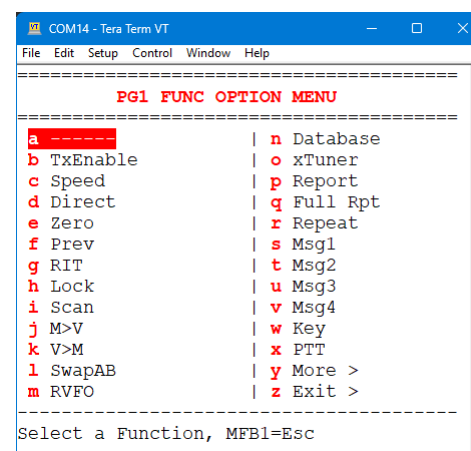 COM14 - Tera Term VT
File Edit Setup Control Window Help
==========================================
PG1 FUNC OPTION MENU
==========================================
a ------ | n Database
b TxEnable | o xTuner
c Speed | p Report
d Direct | q Full Rpt
e Zero | r Repeat
f Prev | s Msg1
g RIT | t Msg2
h Lock | u Msg3
i Scan | v Msg4
j M>V | w Key
k V>M | x PTT
l SwapAB | y More >
m RVFO | z Exit >
------------------------------------------
Select a Function, MFB1=Esc